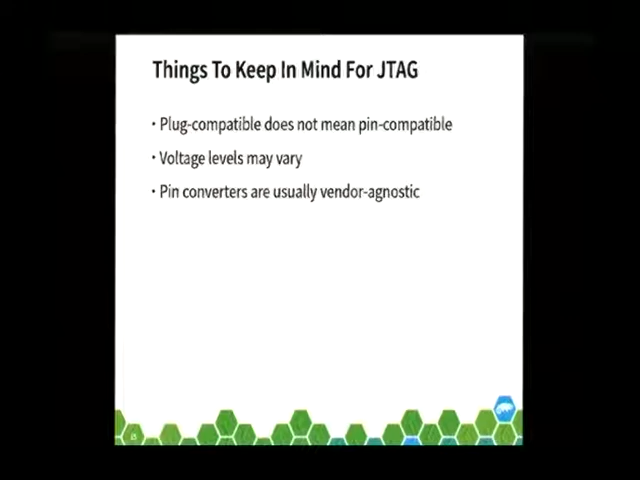 Things To Keep In Mind For JTAG
• Plug-compatible does not mean pin-compatible
• Voltage levels may vary
• Pin converters are usually vendor-agnostic